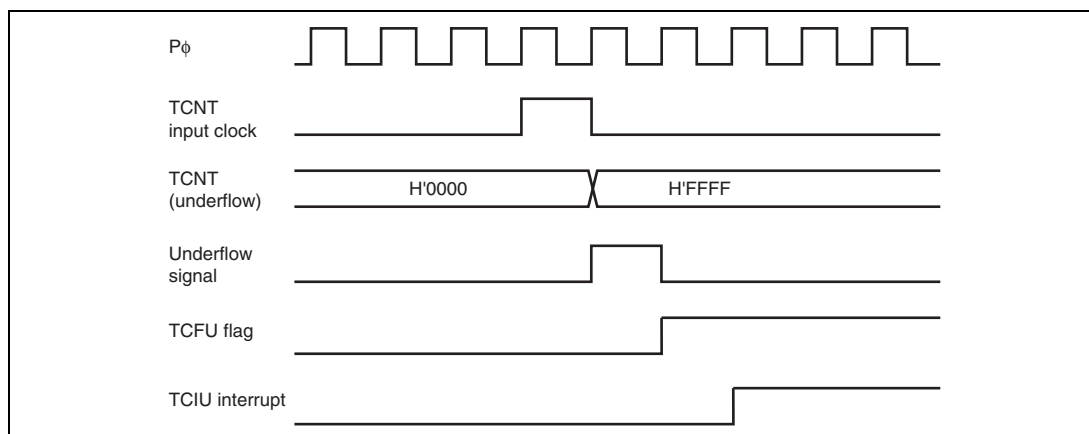 Pϕ
TCNT
input clock
TCNT
(underflow)
H'0000
H'FFFF
Underflow
signal
TCFU flag
TCIU interrupt